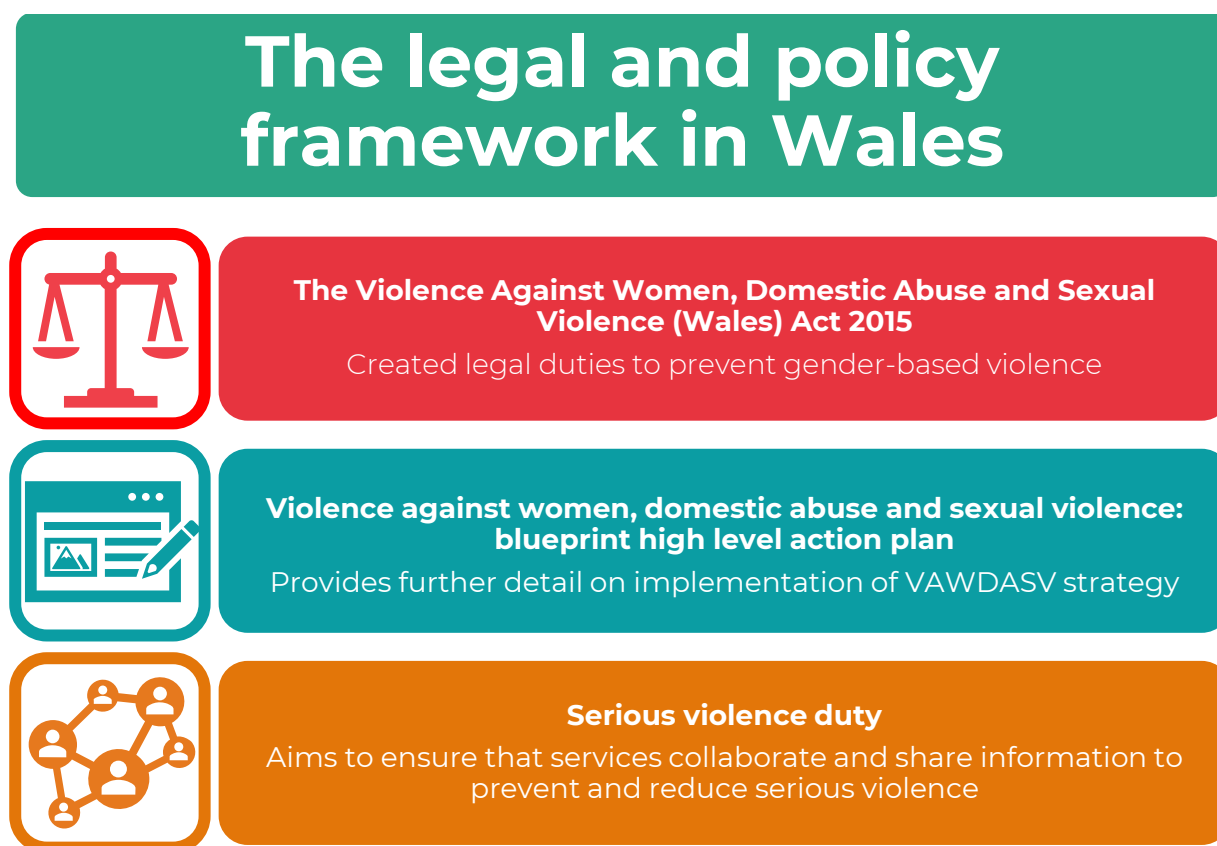 The legal and policy
framework in Wales
The Violence Against Women, Domestic Abuse and Sexual
Violence (Wales) Act 2015
Created legal duties to prevent gender-based violence
Violence against women, domestic abuse and sexual violence:
blueprint high level action plan
Provides further detail on implementation of VAWDASV strategy
Serious violence duty
Aims to ensure that services collaborate and share information to
prevent and reduce serious violence